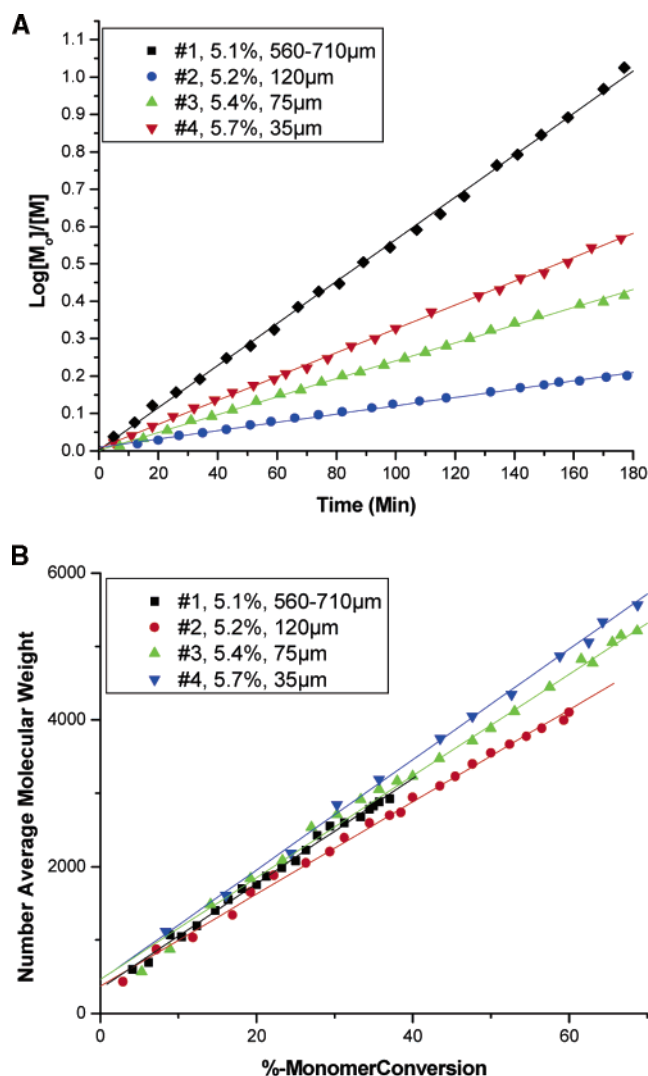 A
1.1
1.0
0.9
0.8
0.7
0.6
0.5
0.4
0.3
0.2
0.1
0.0
#1, 5.1%, 560-710µm
#2, 5.2%, 120µm
#3, 5.4%, 75µm
#4, 5.7%, 35µm
Log[Mo]/[M]
0 20 40 60 80 100 120 140 160 180
Time (Min)
B
6000
4000
2000
0
#1, 5.1%, 560-710µm
#2, 5.2%, 120µm
#3, 5.4%, 75µm
#4, 5.7%, 35µm
Number Average Molecular Weight
0 20 40 60
%-MonomerConversion